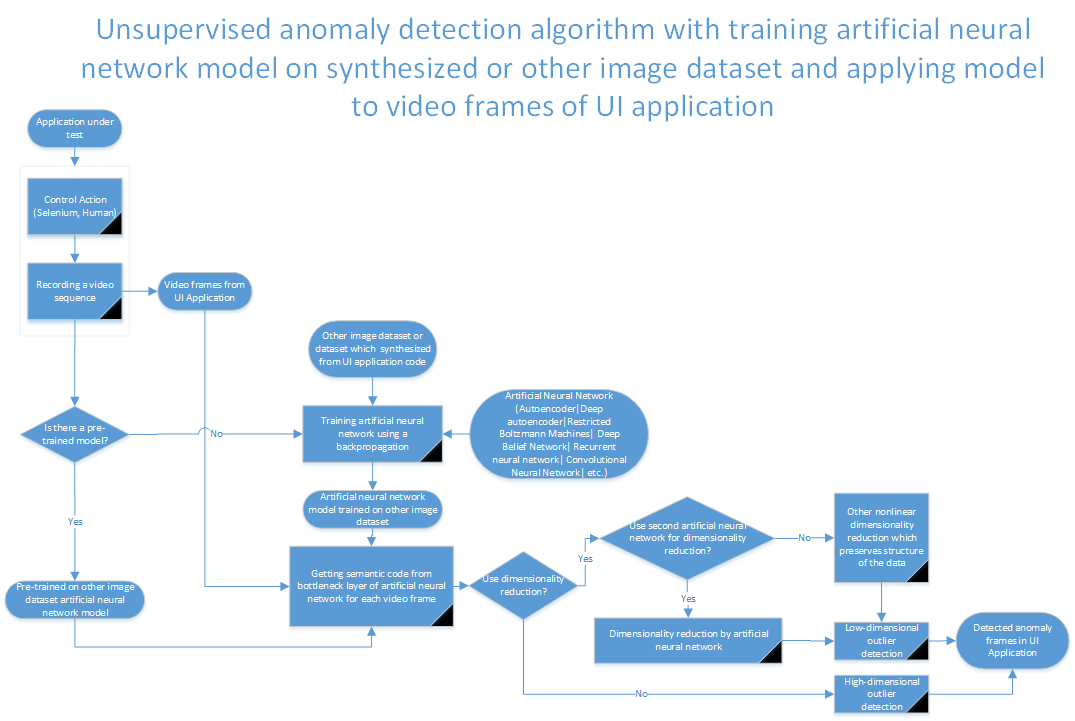 Unsupervised anomaly detection algorithm with training artificial neural
network model on synthesized or other image dataset and applying model
to video frames of UI application
Application under
test
Control Action
(Selenium, Human)
Recording a video
sequence
Video frames from
UI Application
Other image dataset or
dataset which synthesized
from UI application code
Is there a pre-
trained model?
No
Training artificial neural
network using a
backpropagation
Artificial Neural Network
(Autoencoder|Deep
autoencoder|Restricted
Boltzmann Machines| Deep
Belief Network| Recurrent
neural network| Convolutional
Neural Network| etc.)
Yes
Artificial neural network
model trained on other image
dataset
Pre-trained on other image
dataset artificial neural
network model
Getting semantic code from
bottleneck layer of artificial neural
network for each video frame
Use dimensionality
reduction?
Yes
Use second artificial neural
network for dimensionality
reduction?
No
Other nonlinear
dimensionality
reduction which
preserves structure
of the data
Yes
Dimensionality reduction by artificial
neural network
Low-dimensional
outlier
detection
Detected anomaly
frames in UI
Application
No
High-dimensional
outlier
detection